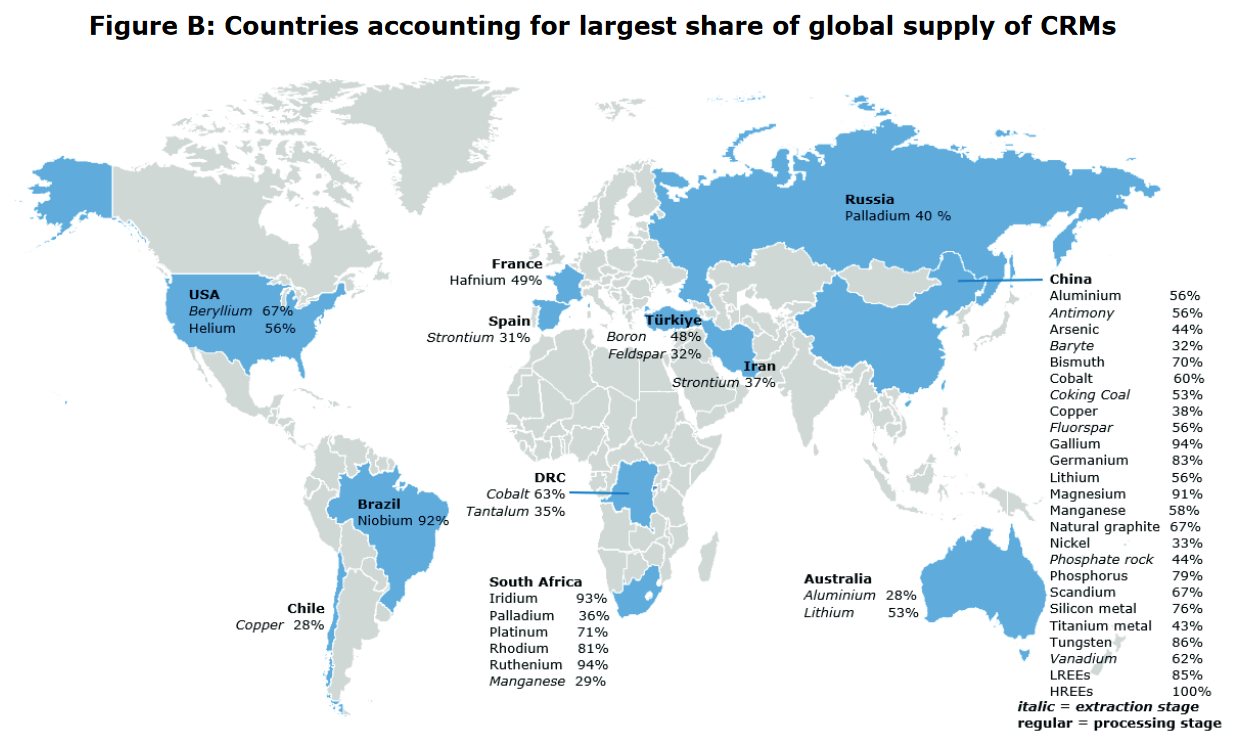 Figure B: Countries accounting for largest share of global supply of CRMs
Russia
Palladium 40 %
France
Hafnium 49%
USA
Beryllium 67%
Helium 56%
Spain
Strontium 31%
Türkiye
Boron 48%
Feldspar 32%
Iran
Strontium 37%
China
Aluminium 56%
Antimony 56%
Arsenic 44%
Baryte 32%
Bismuth 70%
Cobalt 60%
Coking Coal 53%
Copper 38%
Fluorspar 56%
Gallium 94%
Germanium 83%
Lithium 56%
Magnesium 91%
Manganese 58%
Natural graphite 67%
Nickel 33%
Phosphate rock 44%
Phosphorus 79%
Scandium 67%
Silicon metal 76%
Titanium metal 43%
Tungsten 86%
Vanadium 62%
LREEs 85%
HREEs 100%
DRC
Cobalt 63%
Tantalum 35%
Brazil
Niobium 92%
South Africa
Iridium 93%
Palladium 36%
Platinum 71%
Rhodium 81%
Ruthenium 94%
Manganese 29%
Australia
Aluminium 28%
Lithium 53%
Chile
Copper 28%
italic = extraction stage
regular = processing stage